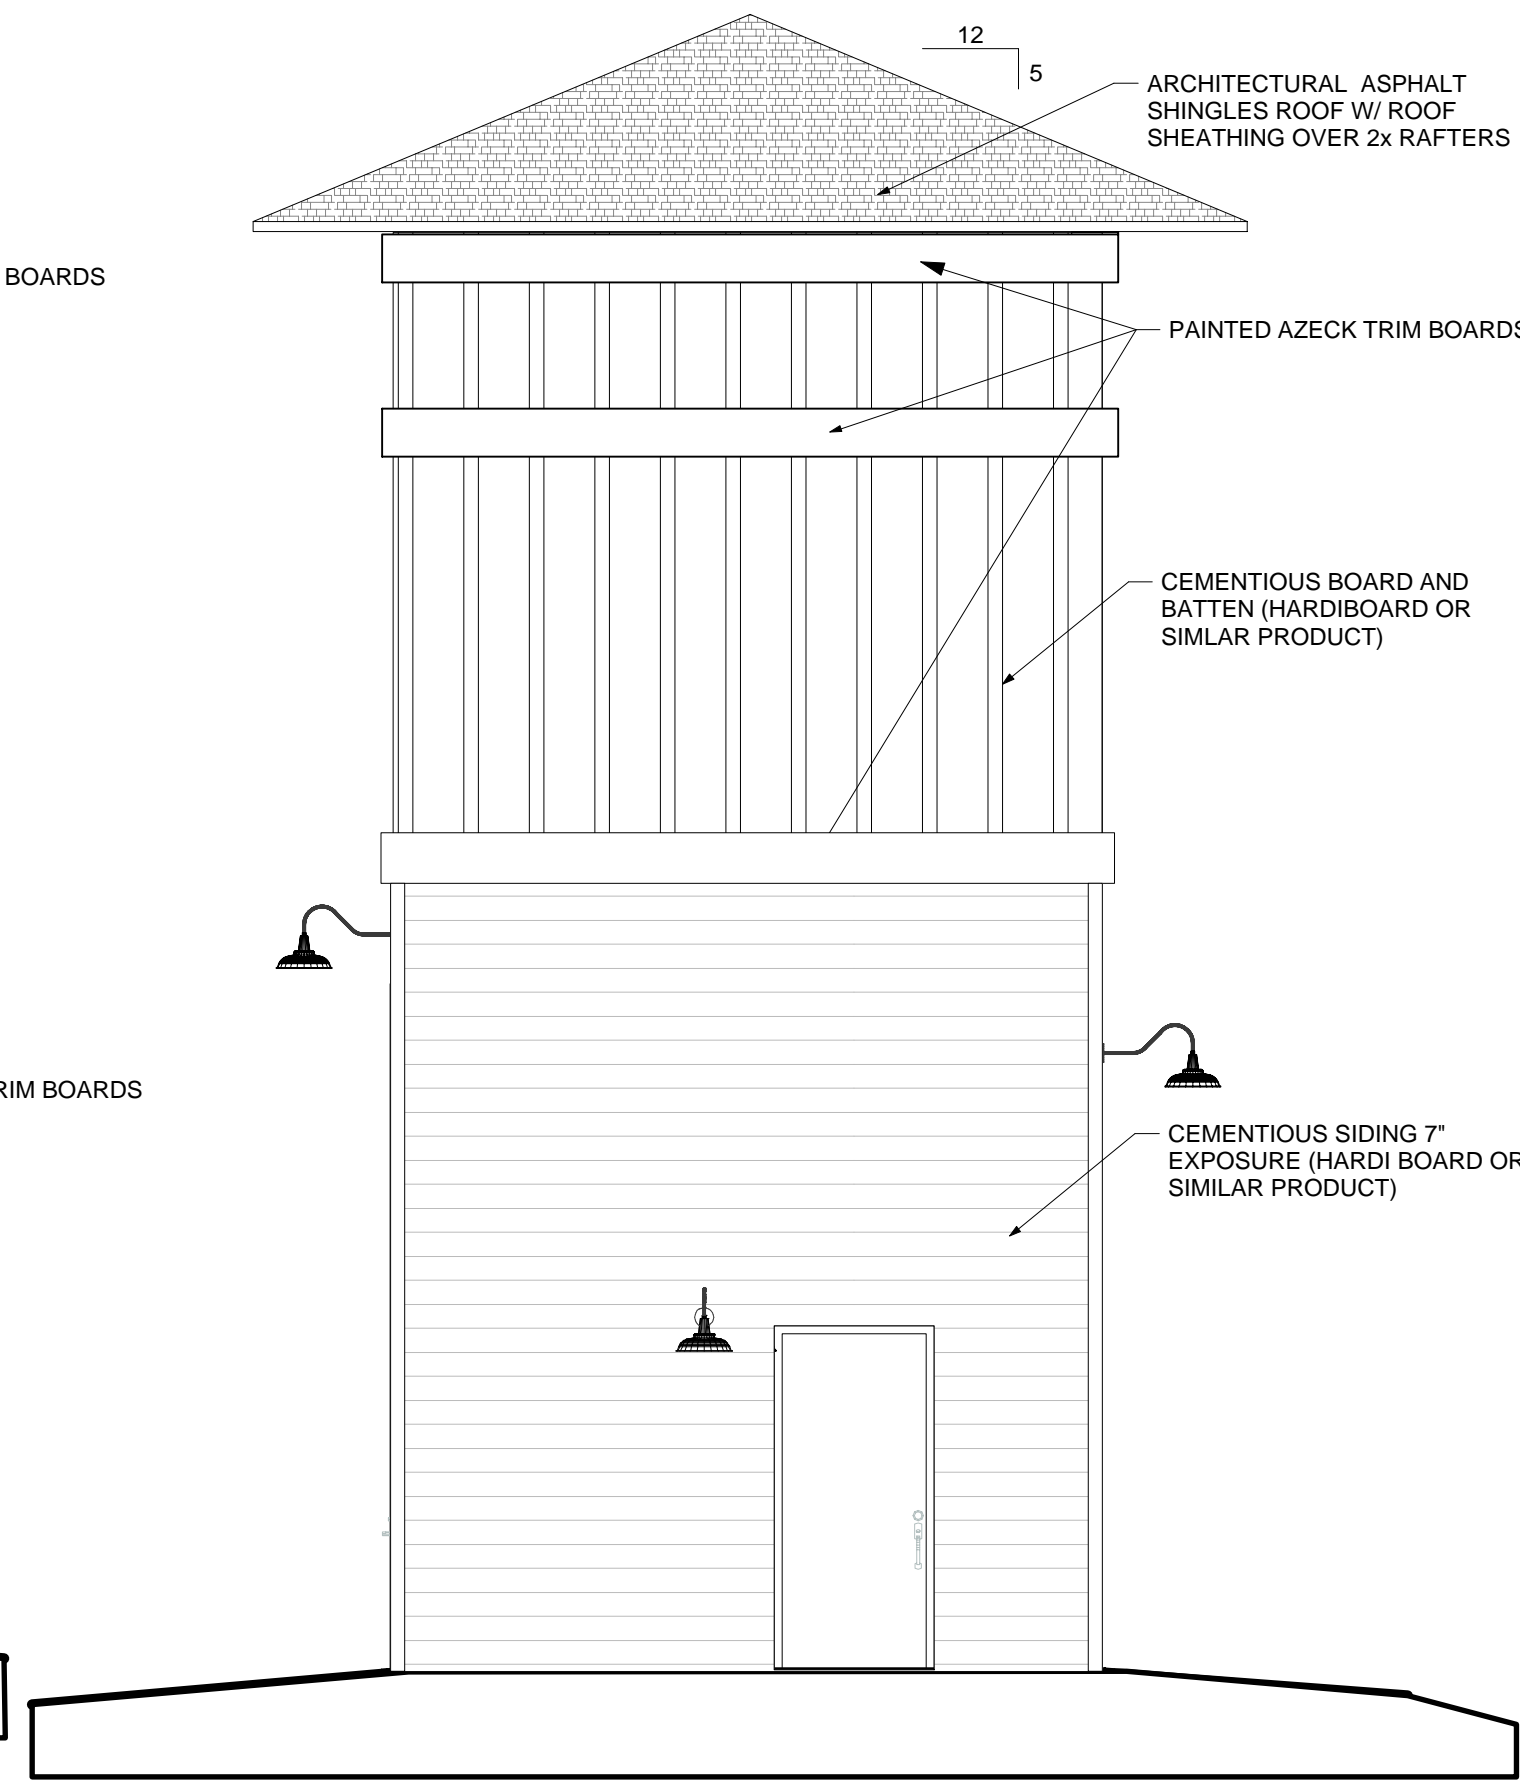 12
5
ARCHITECTURAL ASPHALT
SHINGLES ROOF W/ ROOF
SHEATHING OVER 2x RAFTERS
BOARDS
PAINTED AZECK TRIM BOARDS
CEMENTIOUS BOARD AND
BATTEN (HARDIBOARD OR
SIMLAR PRODUCT)
RIM BOARDS
CEMENTIOUS SIDING 7"
EXPOSURE (HARDI BOARD OR
SIMILAR PRODUCT)